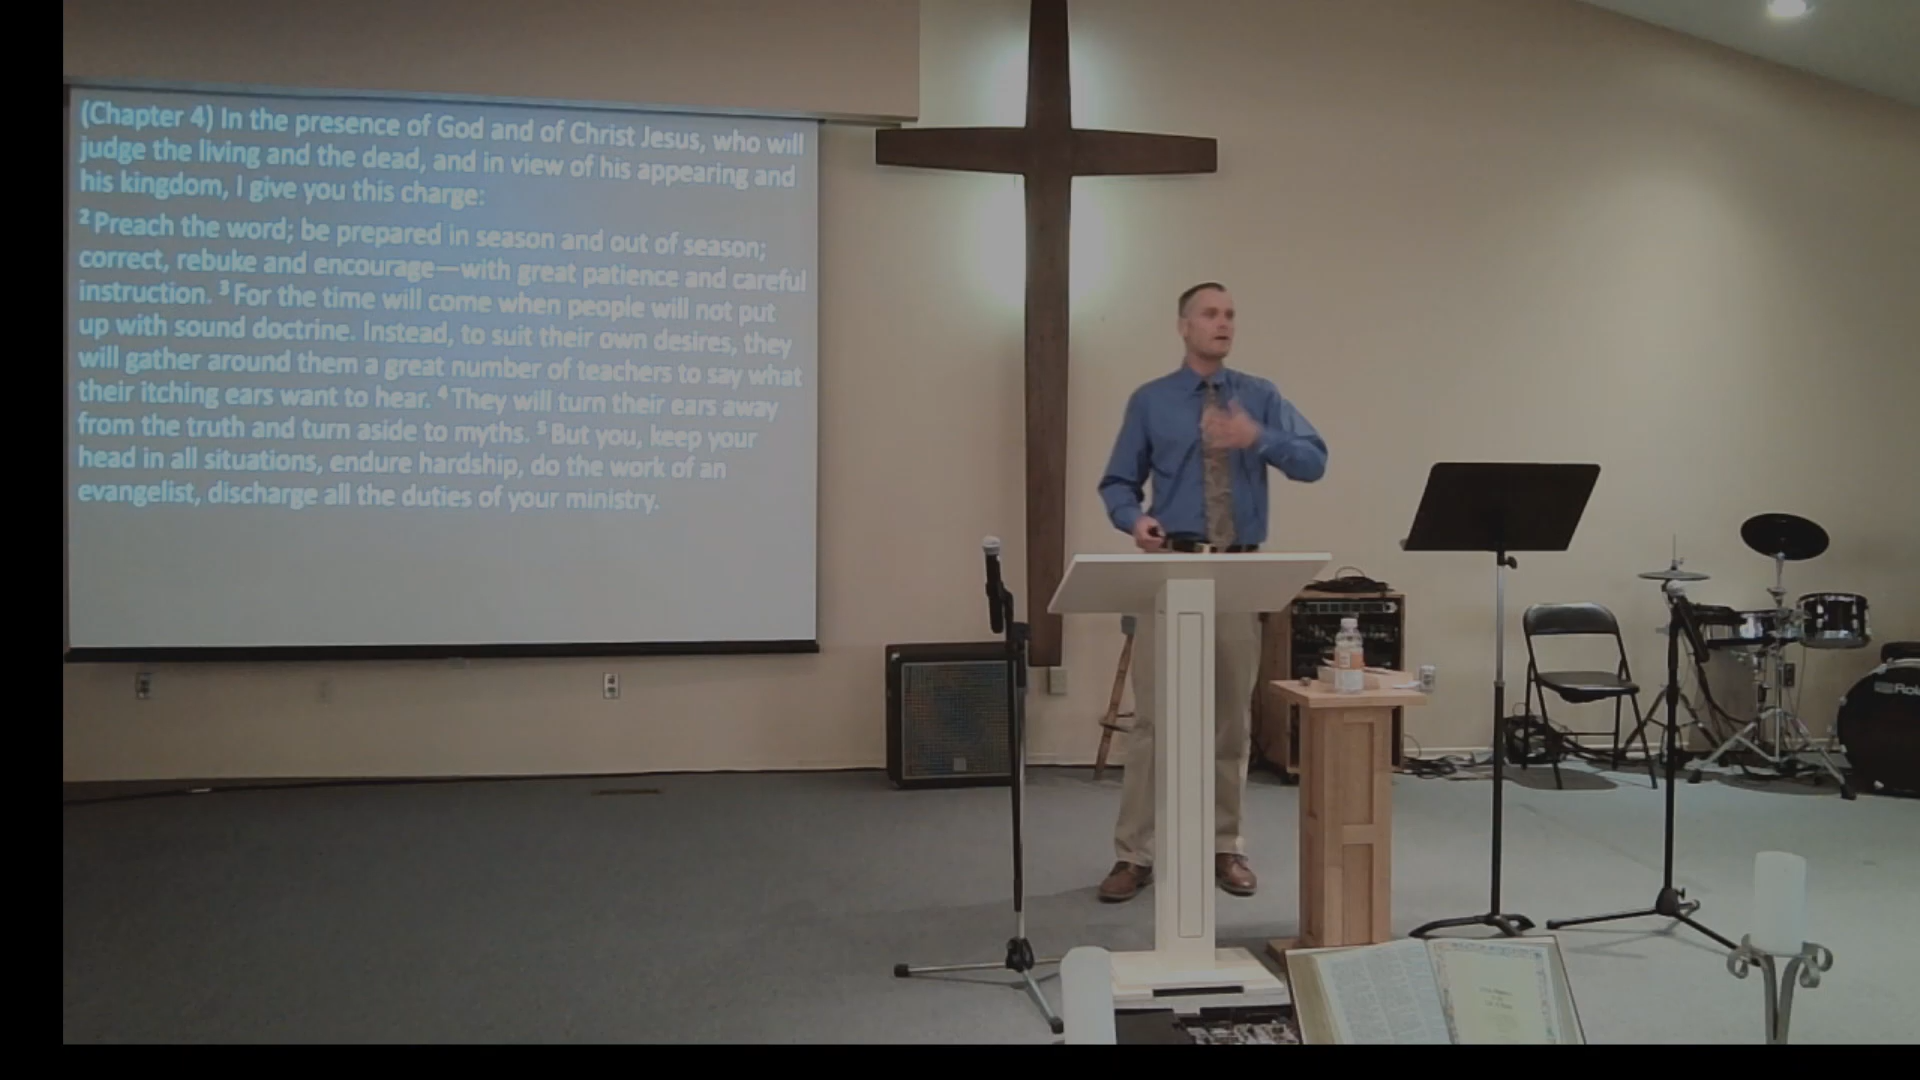 (Chapter 4) In the presence of God and of Christ Jesus, who will
judge the living and the dead, and in view of his appearing and
his kingdom, I give you this charge:
2 Preach the word; be prepared in season and out of season;
correct, rebuke and encourage—with great patience and careful
instruction. 3 For the time will come when people will not put
up with sound doctrine. Instead, to suit their own desires, they
will gather around them a great number of teachers to say what
their itching ears want to hear. 4 They will turn their ears away
from the truth and turn aside to myths. 5 But you, keep your
head in all situations, endure hardship, do the work of an
evangelist, discharge all the duties of your ministry.